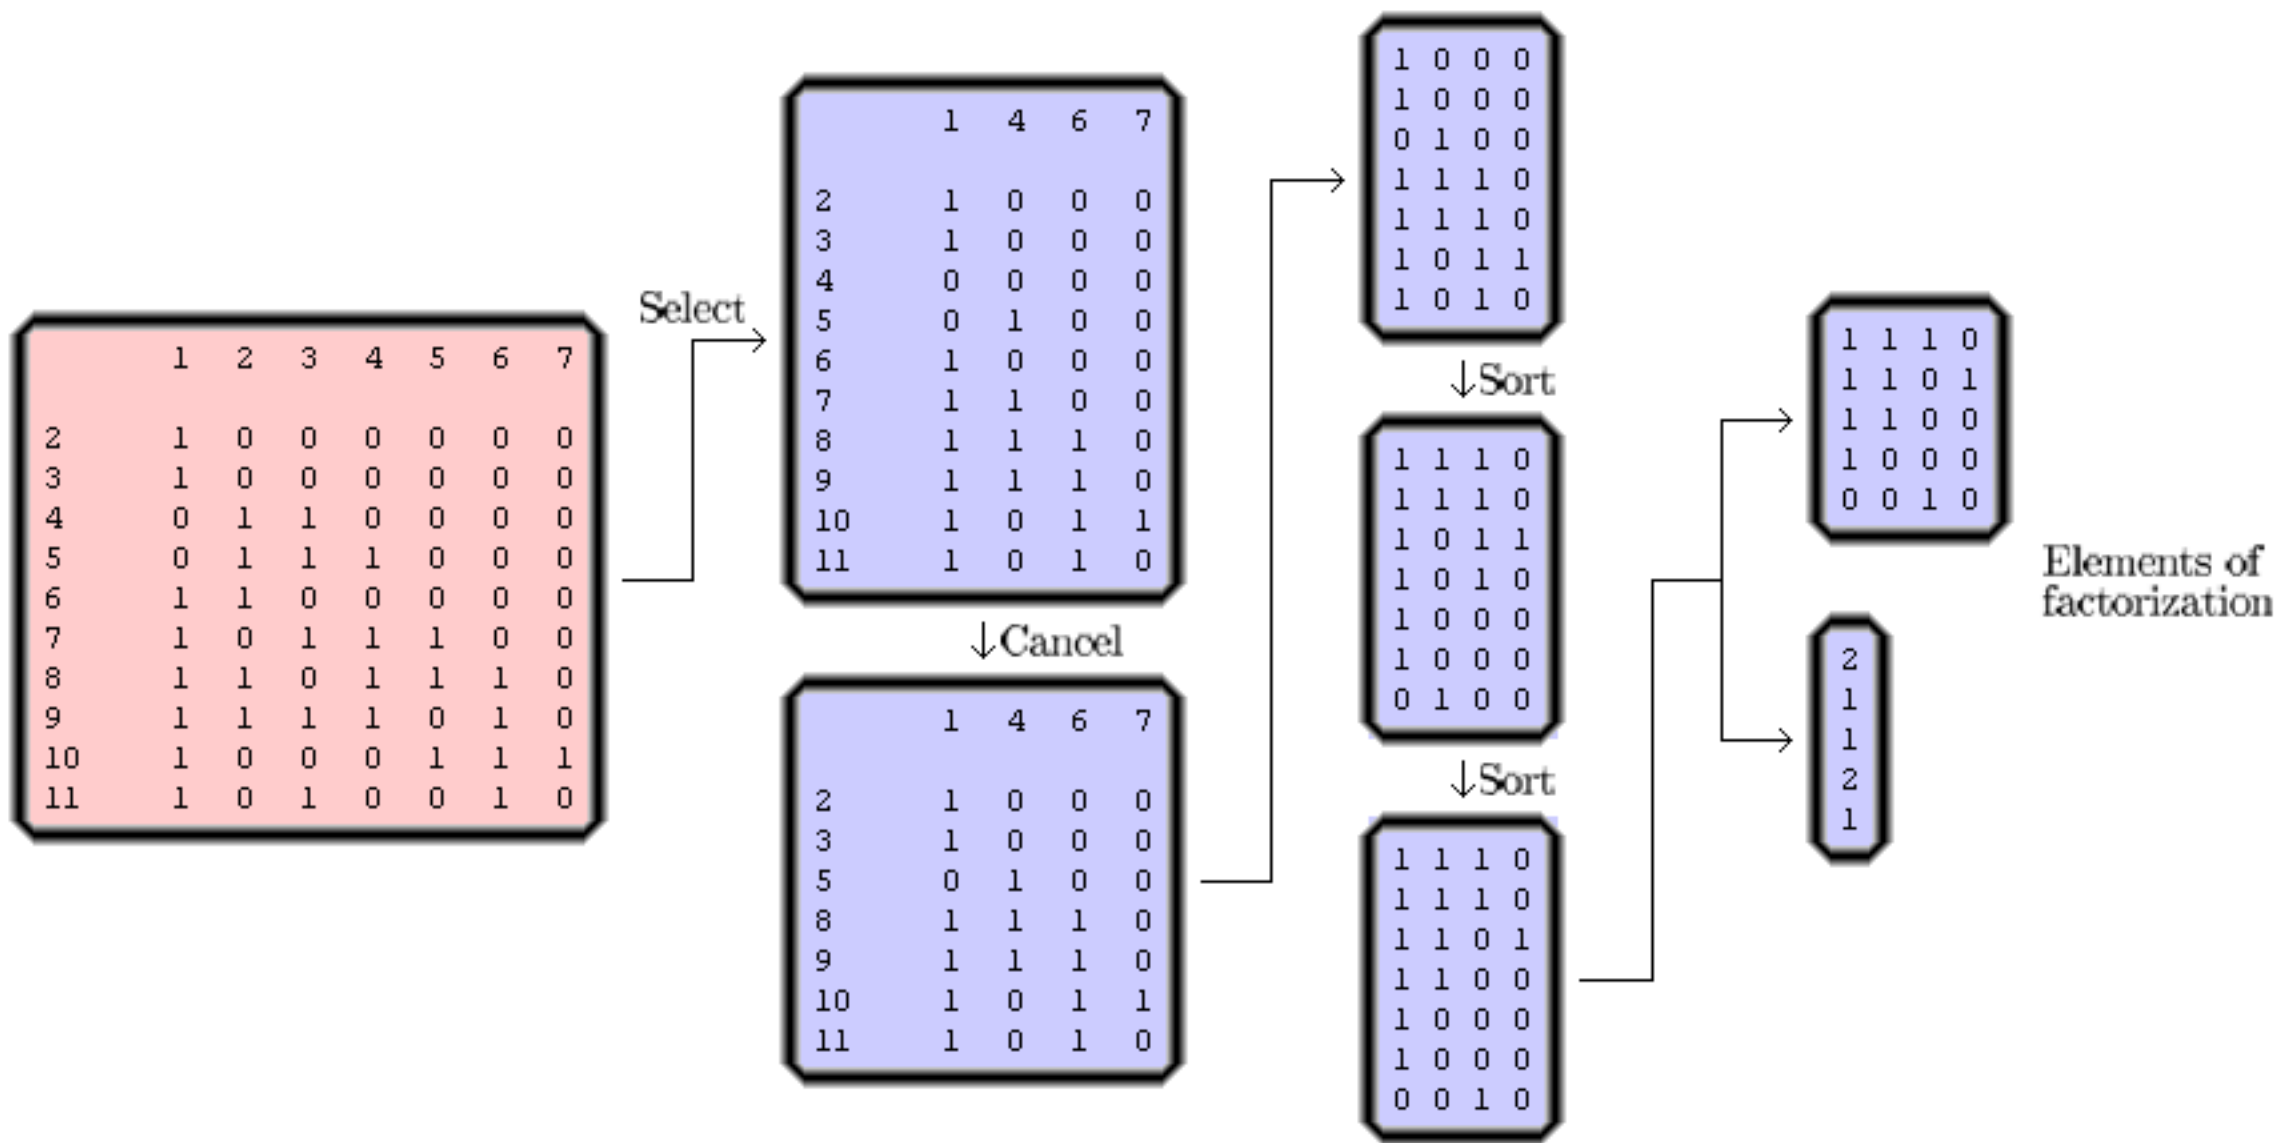 1 2 3 4 5 6 7
2 1 0 0 0 0 0 0
3 1 0 0 0 0 0 0
4 0 1 1 0 0 0 0
5 0 1 1 1 0 0 0
6 1 1 0 0 0 0 0
7 1 0 1 1 1 0 0
8 1 1 0 1 1 1 0
9 1 1 1 1 0 1 0
10 1 0 0 0 1 1 1
11 1 0 1 0 0 1 0
Select
1 4 6 7
2 1 0 0 0
3 1 0 0 0
4 0 0 0 0
5 0 1 0 0
6 1 0 0 0
7 1 1 0 0
8 1 1 1 0
9 1 1 1 0
10 1 0 1 1
11 1 0 1 0
↓Cancel
1 4 6 7
2 1 0 0 0
3 1 0 0 0
5 0 1 0 0
8 1 1 1 0
9 1 1 1 0
10 1 0 1 1
11 1 0 1 0
1 0 0 0
1 0 0 0
0 1 0 0
1 1 1 0
1 1 1 0
1 0 1 1
1 0 1 0
↓Sort
1 1 1 0
1 1 1 0
1 0 1 1
1 0 1 0
1 0 0 0
1 0 0 0
0 1 0 0
↓Sort
1 1 1 0
1 1 1 0
1 1 0 1
1 1 0 0
1 0 0 0
1 0 0 0
0 0 1 0
1 1 1 0
1 1 0 1
1 1 0 0
1 0 0 0
0 0 1 0
Elements of
factorization
2
1
1
2
1